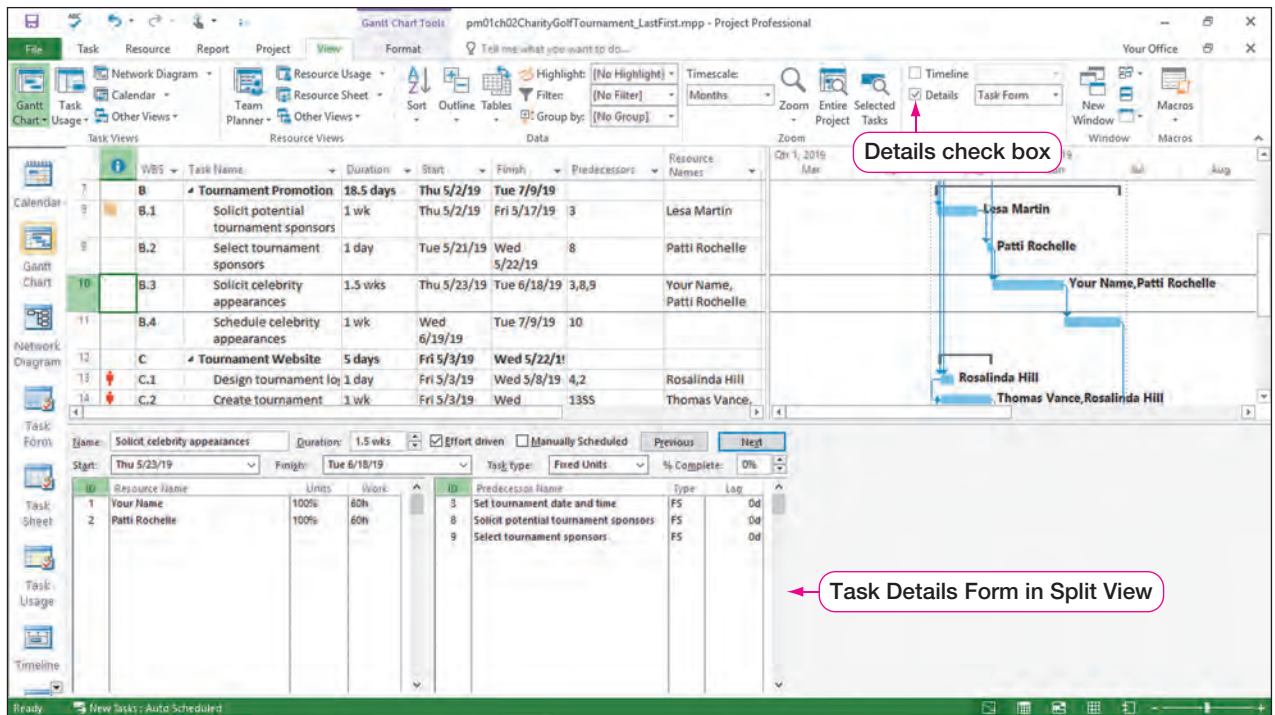 Gantt Chart Tools pm01ch02CharityGolfTournament_LastFirst.mpp - Project Professional
File Task Resource Report Project View Format Tell me what you want to do... Your Office
Gantt Chart Task Usage Network Diagram Calendar Other Views
Task Views
Team Planner Resource Usage Resource Sheet Other Views
Resource Views
Sort Outline Tables Highlight: [No Highlight] Filter: [No Filter] Group by: [No Group]
Data
Timescale: Months Zoom Entire Project Selected Tasks
Zoom
Timeline
Details Task Form
New Window
Window
Macros
Macros
Details check box
WBS Task Name Duration Start Finish Predecessors Resource Names
Mar Jul Aug
B Tournament Promotion 18.5 days Thu 5/2/19 Tue 7/9/19
B.1 Solicit potential tournament sponsors 1 wk Thu 5/2/19 Fri 5/17/19 3 Lesa Martin
B.2 Select tournament sponsors 1 day Tue 5/21/19 Wed 5/22/19 8 Patti Rochelle
10 B.3 Solicit celebrity appearances 1.5 wks Thu 5/23/19 Tue 6/18/19 3,8,9 Your Name, Patti Rochelle
11 B.4 Schedule celebrity appearances 1 wk Wed 6/19/19 Tue 7/9/19 10
12 C Tournament Website 5 days Fri 5/3/19 Wed 5/22/1
13 C.1 Design tournament lo 1 day Fri 5/3/19 Wed 5/8/19 4,2 Rosalinda Hill
14 C.2 Create tournament 1 wk Fri 5/3/19 Wed 13SS Thomas Vance,
Lesa Martin
Patti Rochelle
Your Name,Patti Rochelle
Rosalinda Hill
Thomas Vance,Rosalinda Hill
Calendar
Gantt Chart
Network Diagram
Task Form
Task Sheet
Task Usage
Timeline
Name: Solicit celebrity appearances Duration: 1.5 wks Effort driven Manually Scheduled Previous Next
Start: Thu 5/23/19 Finish: Tue 6/18/19 Task type: Fixed Units % Complete: 0%
ID Resource Name Units Work
1 Your Name 100% 60h
2 Patti Rochelle 100% 60h
ID Predecessor Name Type Lag
3 Set tournament date and time FS 0d
8 Solicit potential tournament sponsors FS 0d
9 Select tournament sponsors FS 0d
Task Details Form in Split View
Ready New Tasks : Auto Scheduled